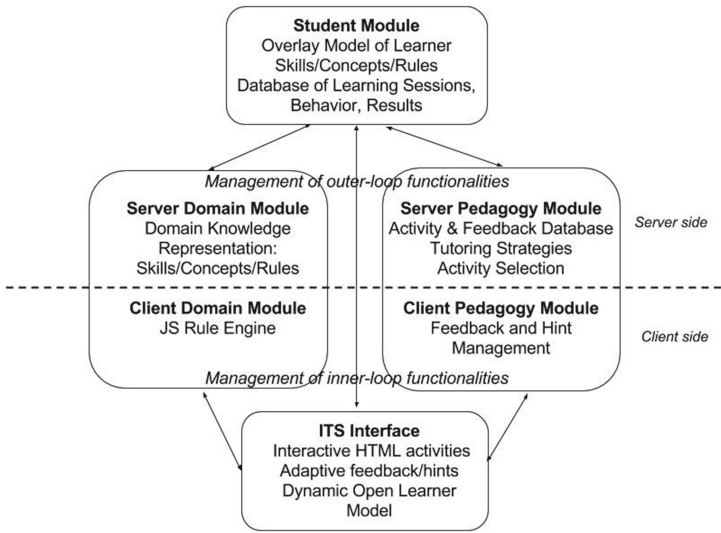 Student Module
Overlay Model of Learner
Skills/Concepts/Rules
Database of Learning Sessions,
Behavior, Results
Management of outer-loop functionalities
Server Domain Module
Domain Knowledge
Representation:
Skills/Concepts/Rules
Server Pedagogy Module
Activity & Feedback Database
Tutoring Strategies
Activity Selection
Server side
Client Domain Module
JS Rule Engine
Client Pedagogy Module
Feedback and Hint
Management
Client side
Management of inner-loop functionalities
ITS Interface
Interactive HTML activities
Adaptive feedback/hints
Dynamic Open Learner
Model